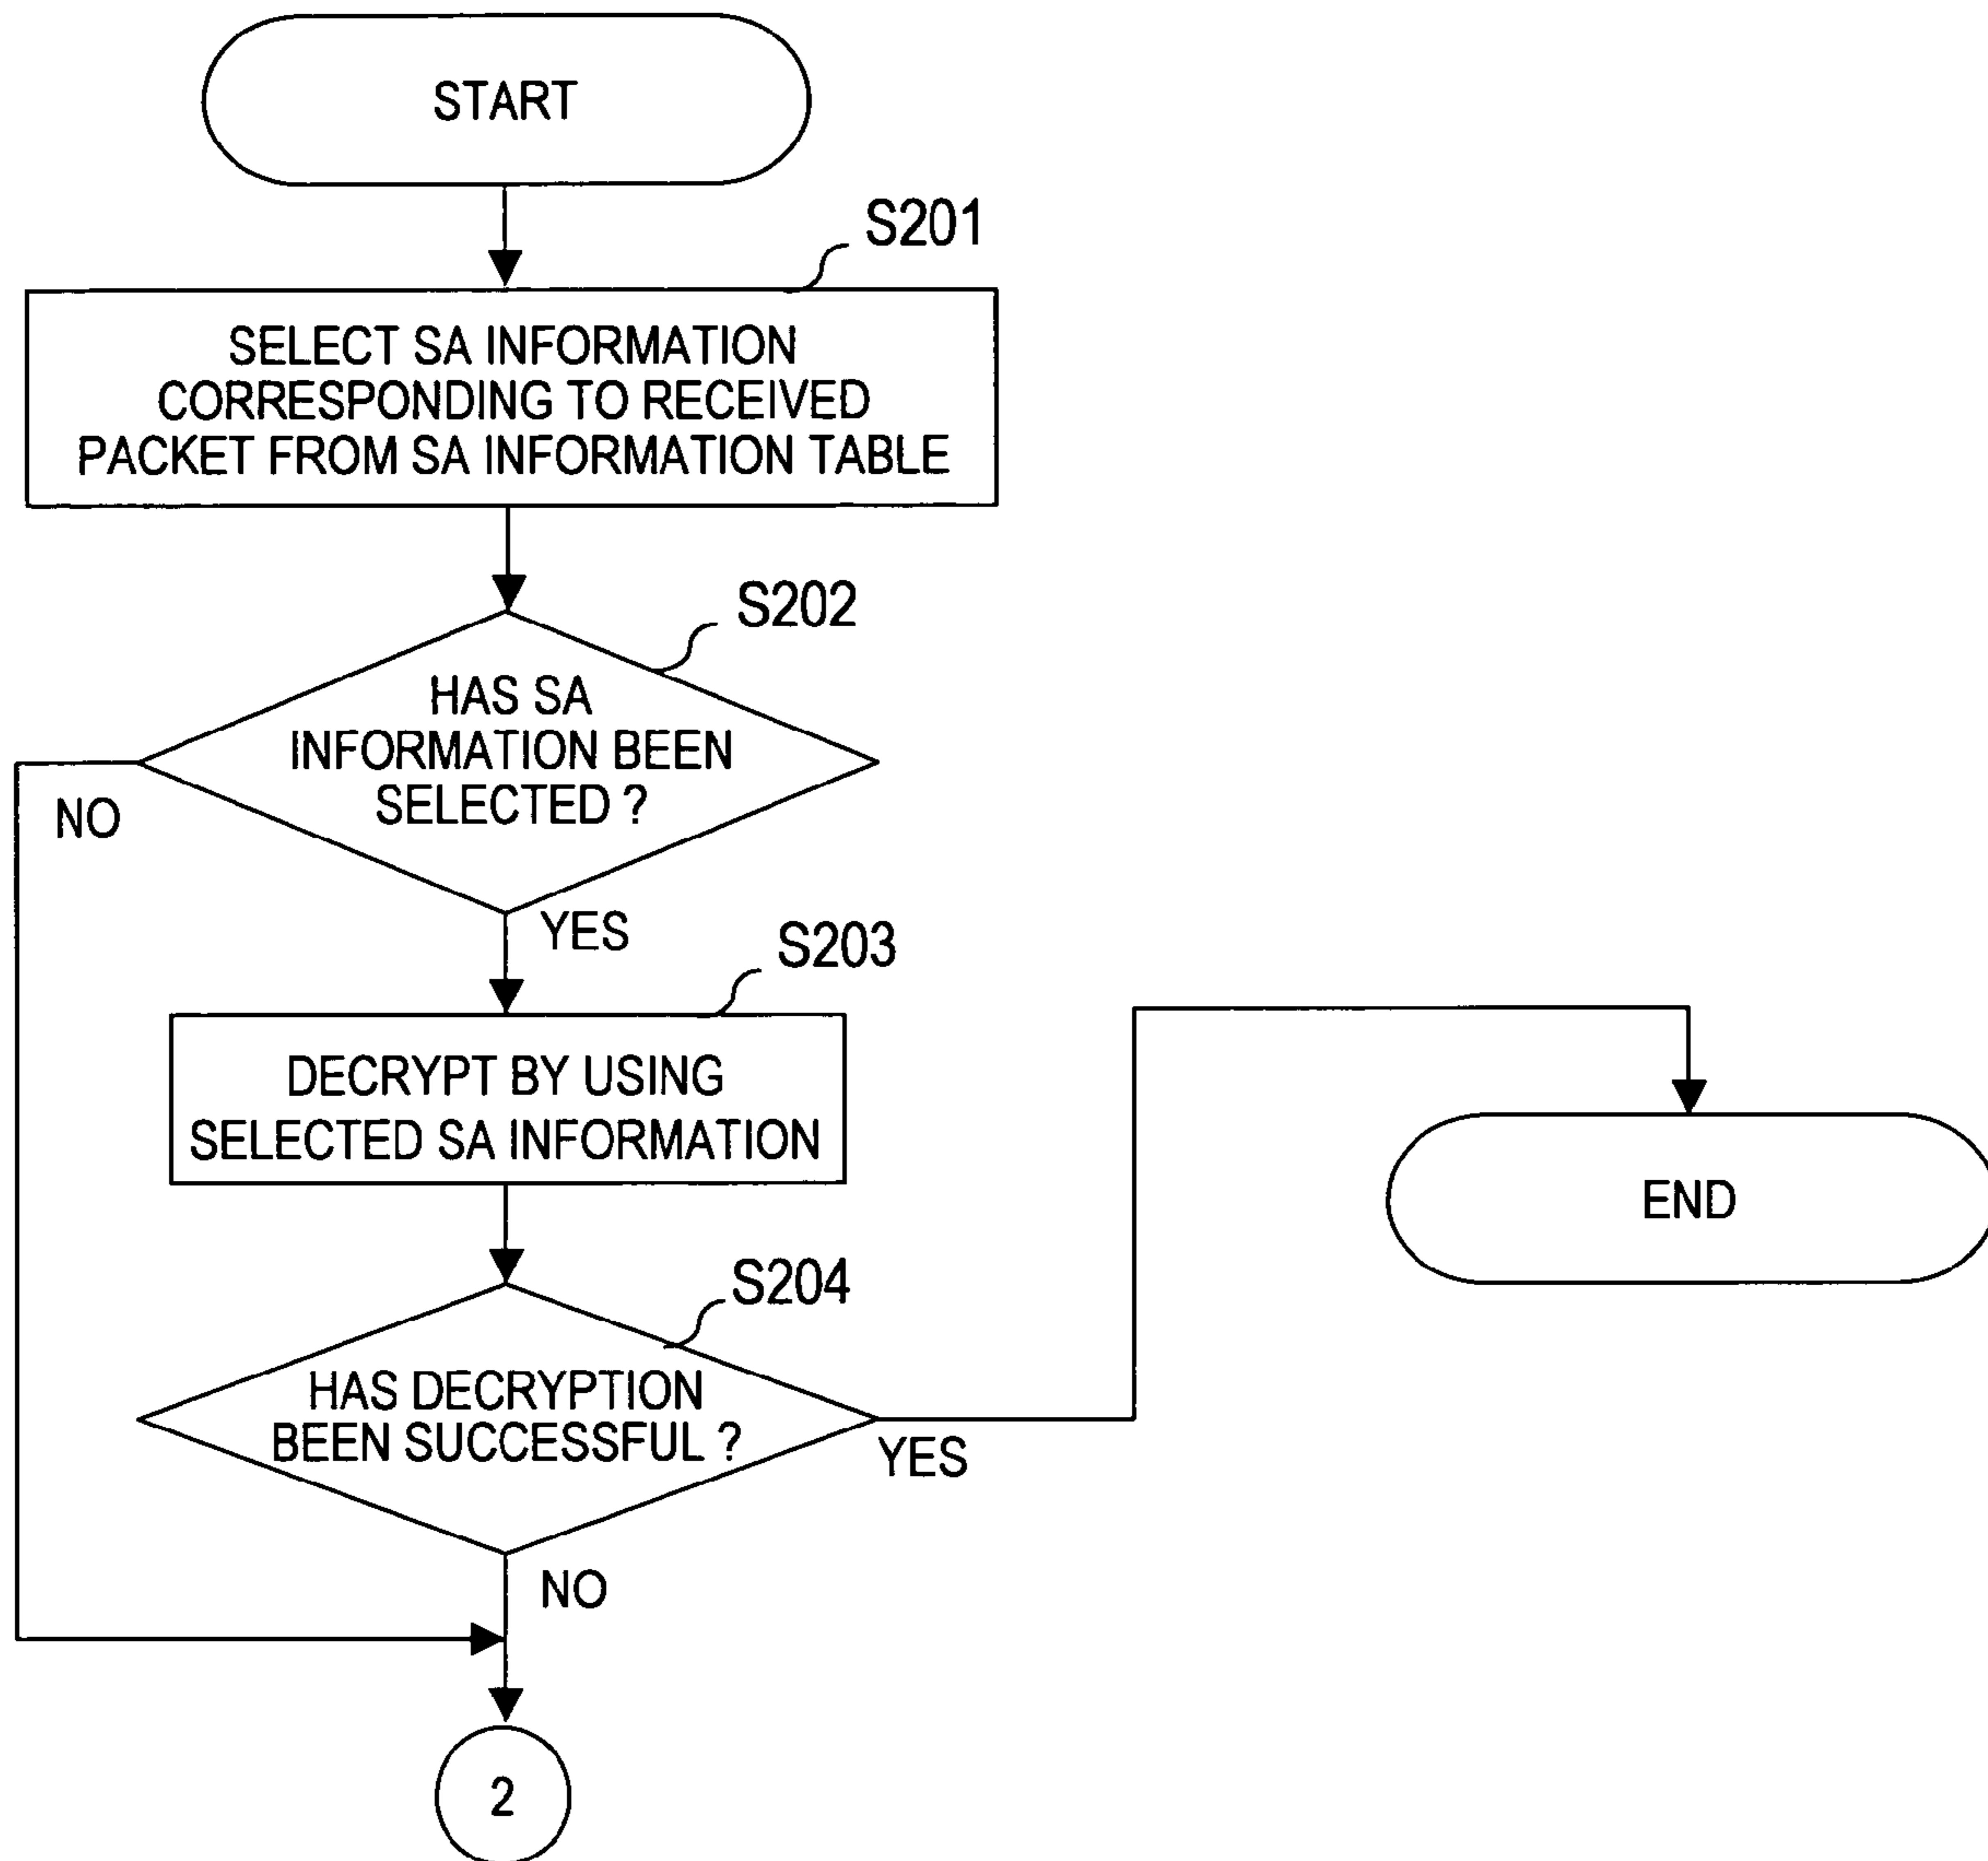 START
S201
SELECT SA INFORMATION
CORRESPONDING TO RECEIVED
PACKET FROM SA INFORMATION TABLE
S202
HAS SA
INFORMATION BEEN
SELECTED ?
NO
YES
S203
DECRYPT BY USING
SELECTED SA INFORMATION
END
S204
HAS DECRYPTION
BEEN SUCCESSFUL ?
YES
NO
2